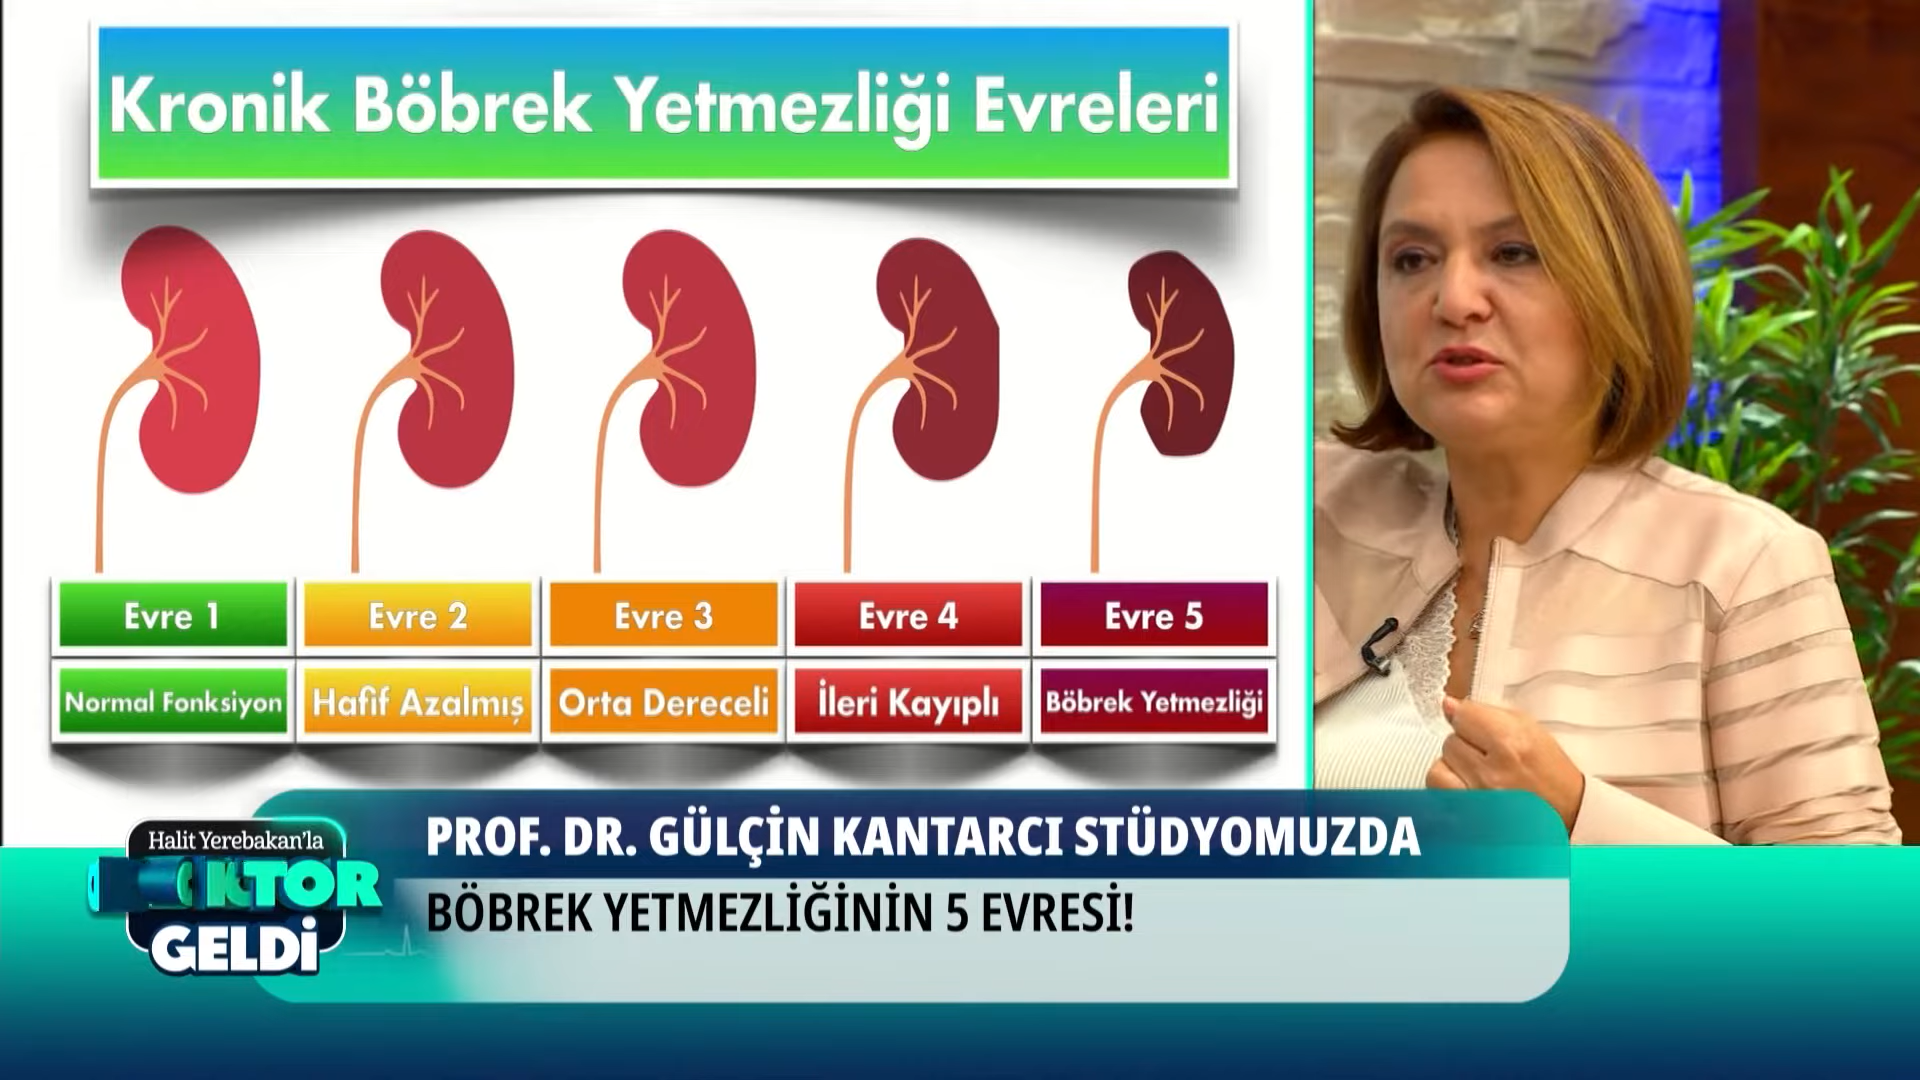 Kronik Böbrek Yetmezliği Evreleri
Evre 1
Evre 2
Evre 3
Evre 4
Evre 5
Normal Fonksiyon
Hafif Azalmış
Orta Dereceli
İleri Kayıplı
Böbrek Yetmezliği
PROF. DR. GÜLÇİN KANTARCI STÜDYOMUZDA
BÖBREK YETMEZLİĞİNİN 5 EVRESİ!
Halit Yerebakan'la
GELDİ